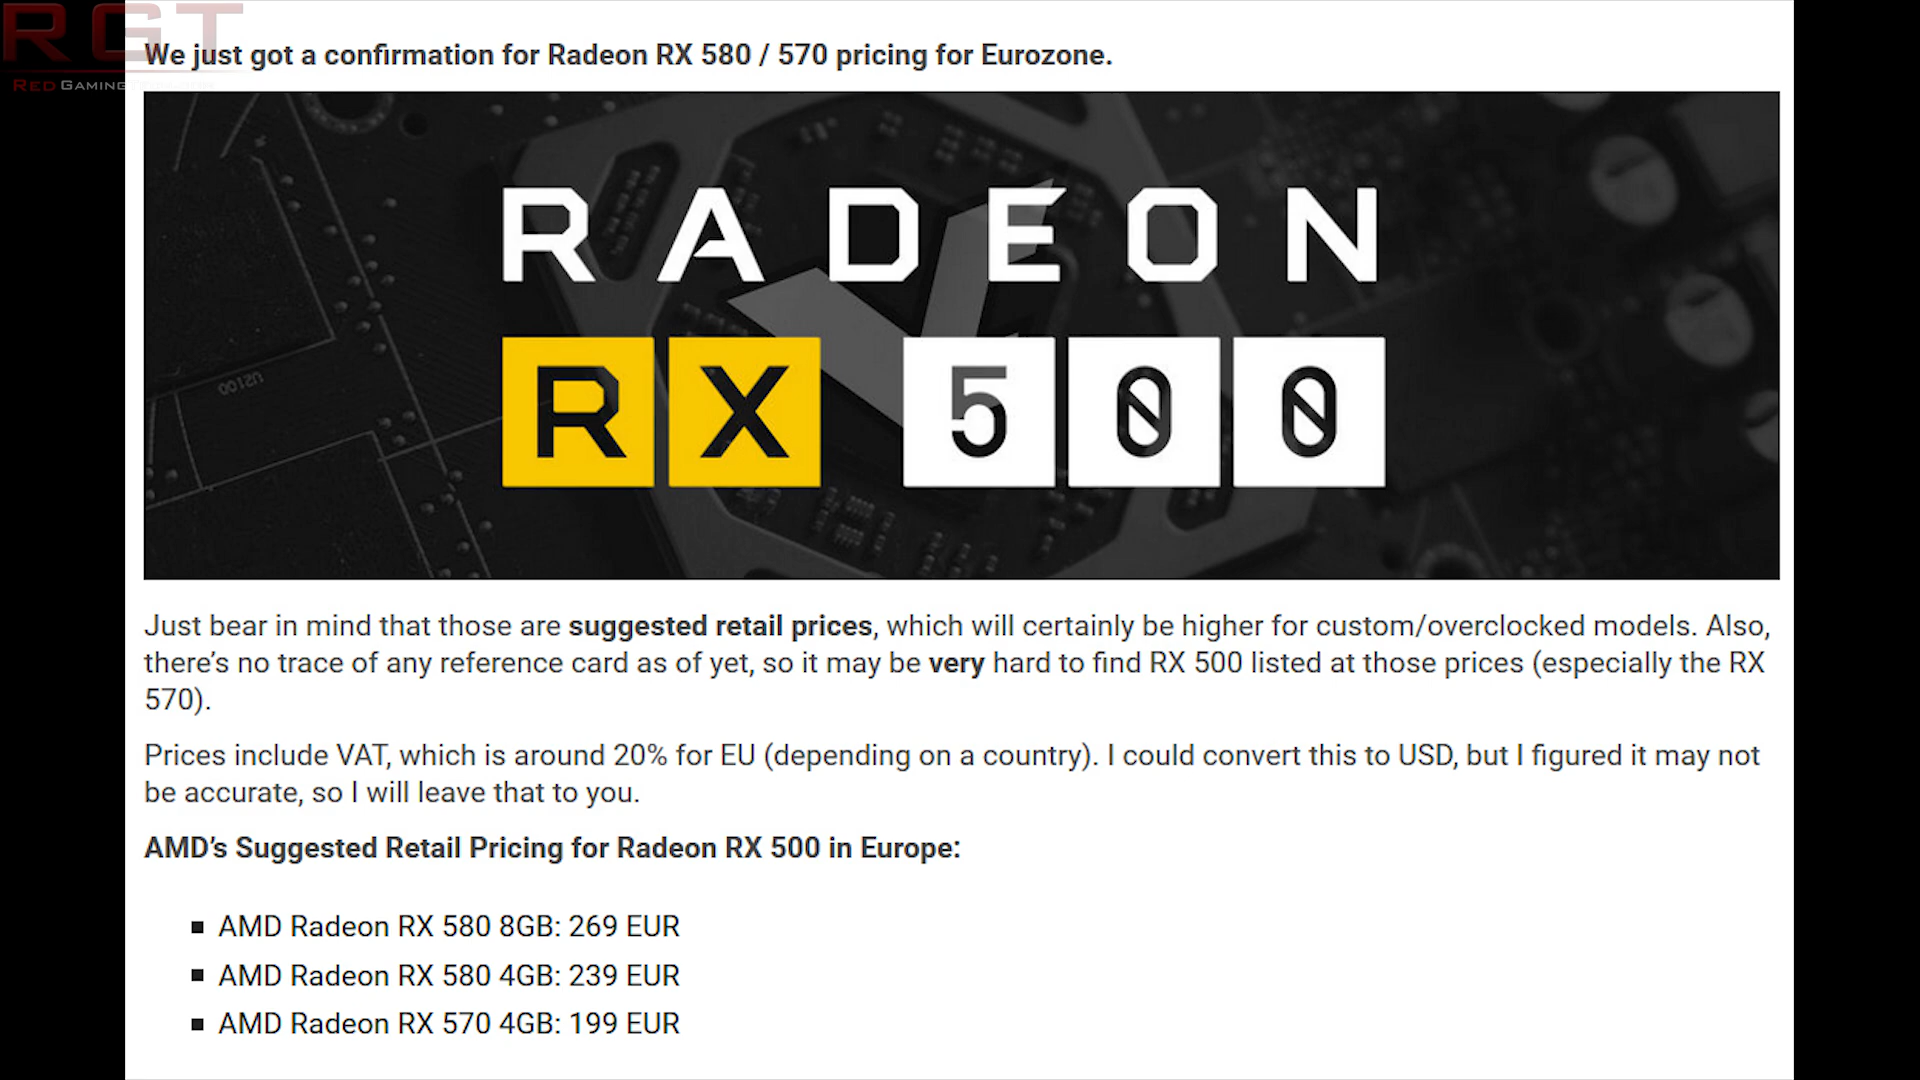 RGT
RED GAMING
We just got a confirmation for Radeon RX 580 / 570 pricing for Eurozone.
RADEON
RX 500
U2100
Just bear in mind that those are suggested retail prices, which will certainly be higher for custom/overclocked models. Also,
there’s no trace of any reference card as of yet, so it may be very hard to find RX 500 listed at those prices (especially the RX
570).
Prices include VAT, which is around 20% for EU (depending on a country). I could convert this to USD, but I figured it may not
be accurate, so I will leave that to you.
AMD’s Suggested Retail Pricing for Radeon RX 500 in Europe:
▪ AMD Radeon RX 580 8GB: 269 EUR
▪ AMD Radeon RX 580 4GB: 239 EUR
▪ AMD Radeon RX 570 4GB: 199 EUR